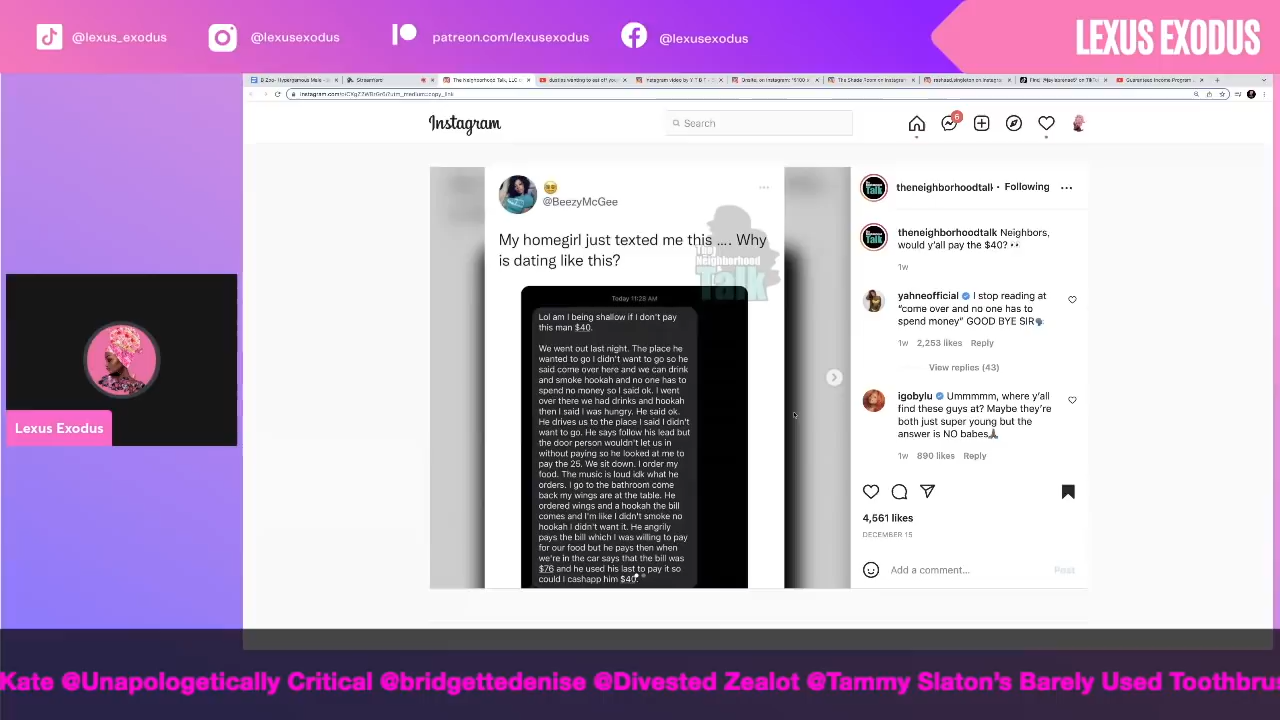 @lexus_exodus
@lexusexodus
patreon.com/lexusexodus
@lexusexodus
LEXUS EXODUS
Instagram
Search
6
@BeezyMcGee
My homegirl just texted me this .... Why
is dating like this?
Neighborhood
Talk
Today 11:28 AM
Lol am I being shallow if I don't pay
this man $40.
We went out last night. The place he
wanted to go I didn't want to go so he
said come over here and we can drink
and smoke hookah and no one has to
spend no money so I said ok. I went
over there we had drinks and hookah
then I said I was hungry. He said ok.
He drives us to the place I said I didn't
want to go. He says follow his lead but
the door person wouldn't let us in
without paying so he looked at me to
pay the 25. We sit down. I order my
food. The music is loud idk what he
orders. I go to the bathroom come
back my wings are at the table. He
ordered wings and a hookah the bill
comes and I'm like I didn't smoke no
hookah I didn't want it. He angrily
pays the bill which I was willing to pay
for our food but he pays then when
we're in the car says that the bill was
$76 and he used his last to pay it so
could I cashapp him $40.
theneighborhoodtalk • Following
theneighborhoodtalk Neighbors,
would y'all pay the $40?
1w
yahneofficial I stop reading at
"come over and no one has to
spend money" GOOD BYE SIR
1w 2,253 likes Reply
View replies (43)
igobylu Ummmmm, where y'all
find these guys at? Maybe they're
both just super young but the
answer is NO babes
1w 890 likes Reply
4,561 likes
DECEMBER 15
Add a comment...
Post
Lexus Exodus
Kate @Unapologetically Critical @bridgettedenise @Divested Zealot @Tammy Slaton's Barely Used Toothbrus